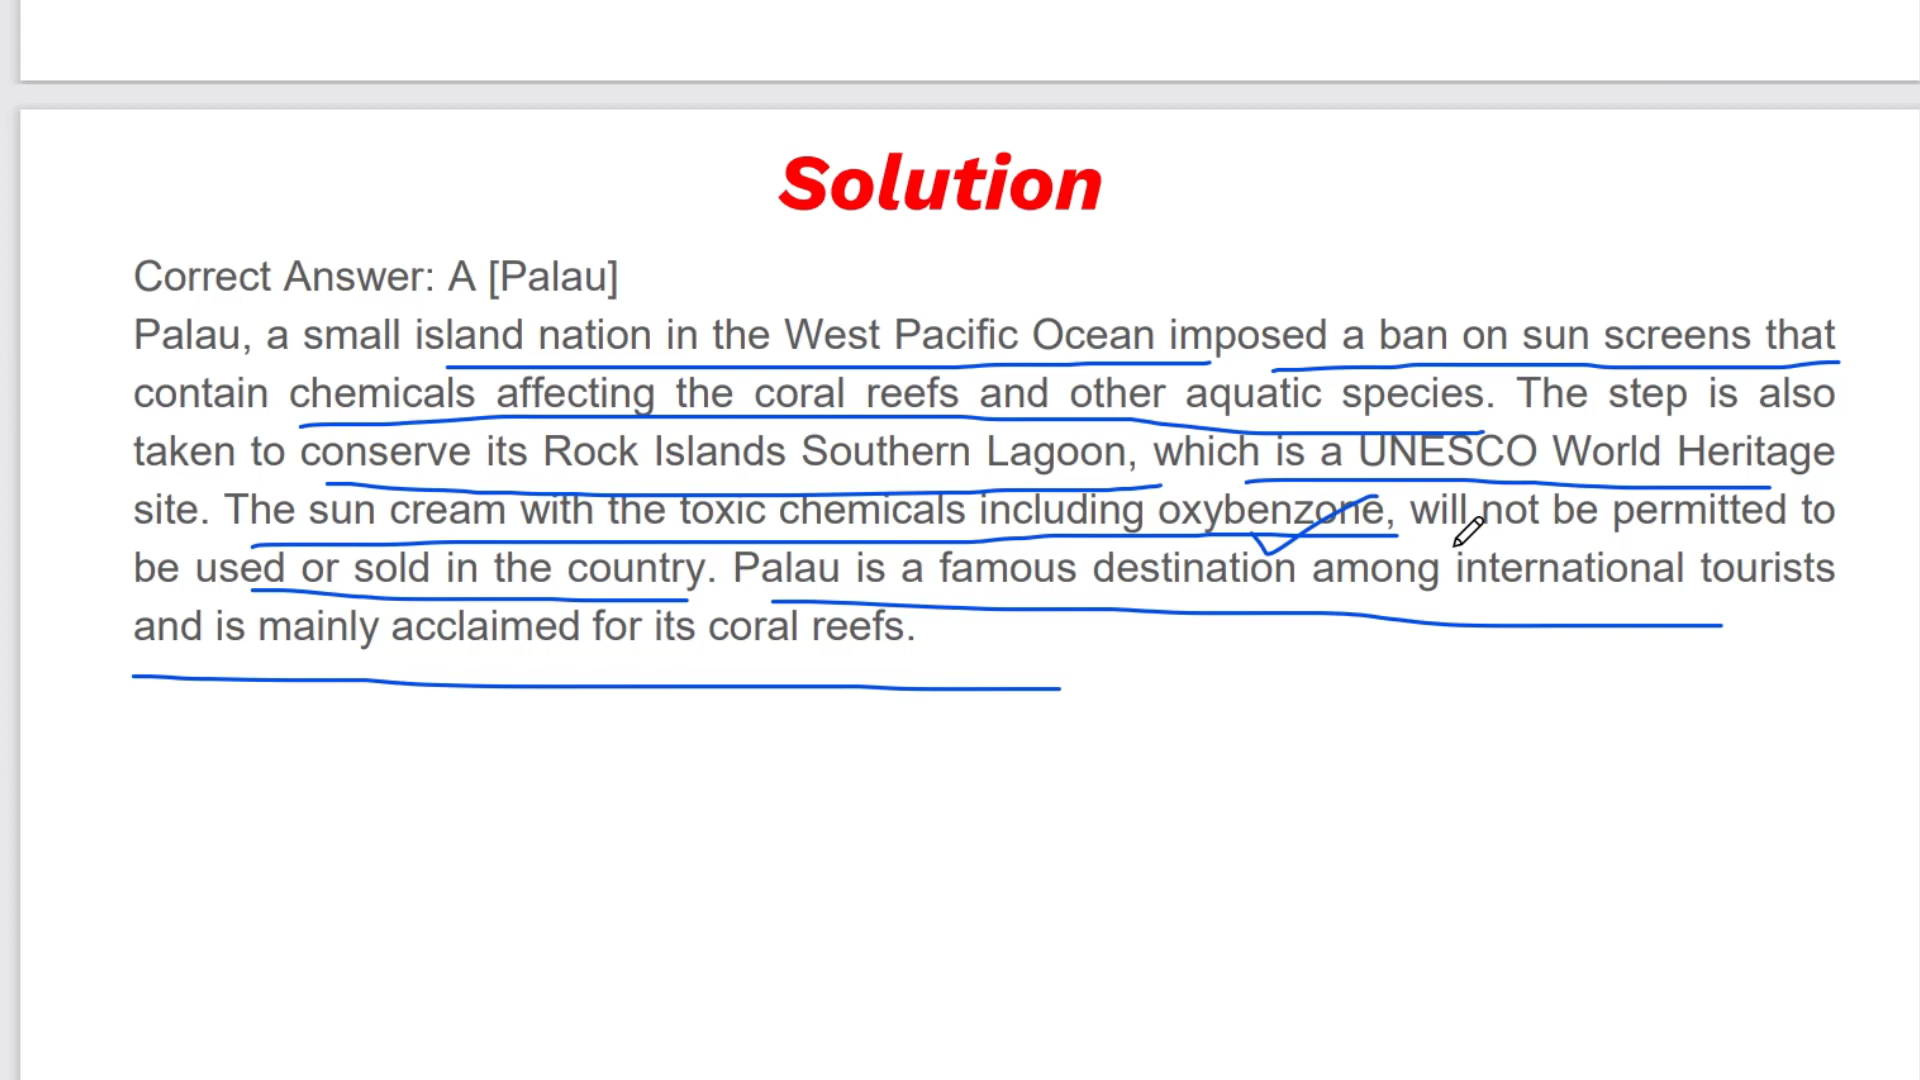 Solution
Correct Answer: A [Palau]
Palau, a small island nation in the West Pacific Ocean imposed a ban on sun screens that
contain chemicals affecting the coral reefs and other aquatic species. The step is also
taken to conserve its Rock Islands Southern Lagoon, which is a UNESCO World Heritage
site. The sun cream with the toxic chemicals including oxybenzone, will not be permitted to
be used or sold in the country. Palau is a famous destination among international tourists
and is mainly acclaimed for its coral reefs.